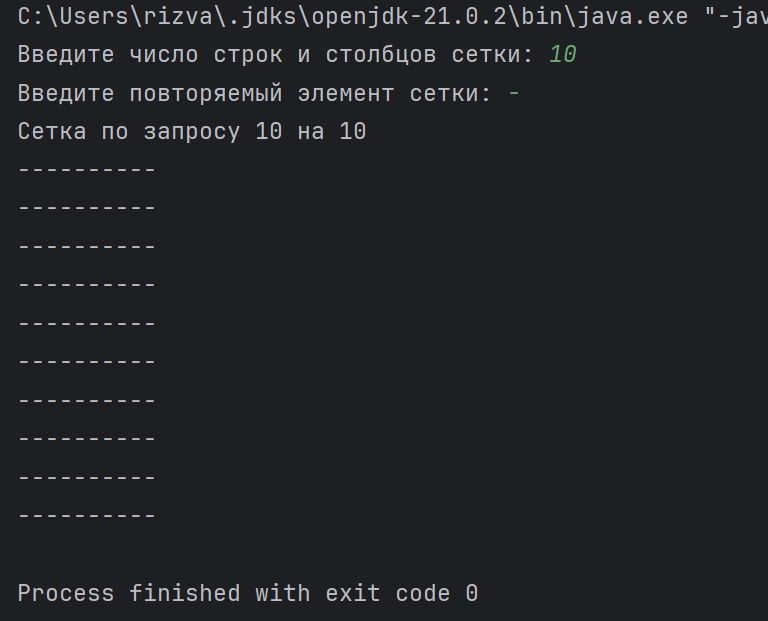 C:\Users\rizva\.jdks\openjdk-21.0.2\bin\java.exe "-jav
Введите число строк и столбцов сетки: 10
Введите повторяемый элемент сетки: -
Сетка по запросу 10 на 10
----------
----------
----------
----------
----------
----------
----------
----------
----------
----------
Process finished with exit code 0